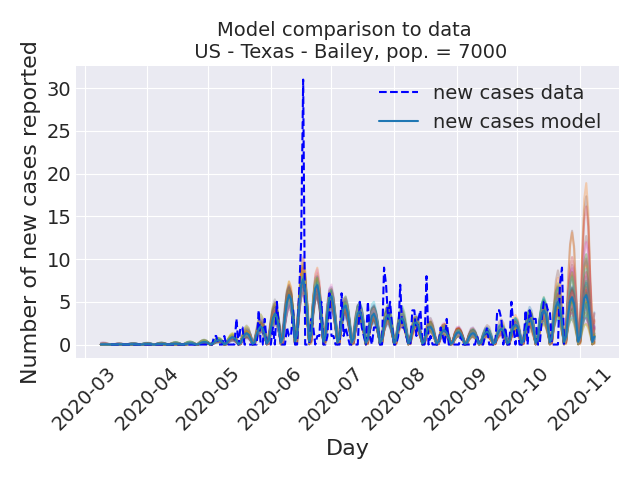 Model comparison to data
US - Texas - Bailey, pop. = 7000
Number of new cases reported
30
25
20
15
10
5
0
new cases data
new cases model
2020-03
2020-04
2020-05
2020-06
2020-07
2020-08
2020-09
2020-10
2020-11
Day